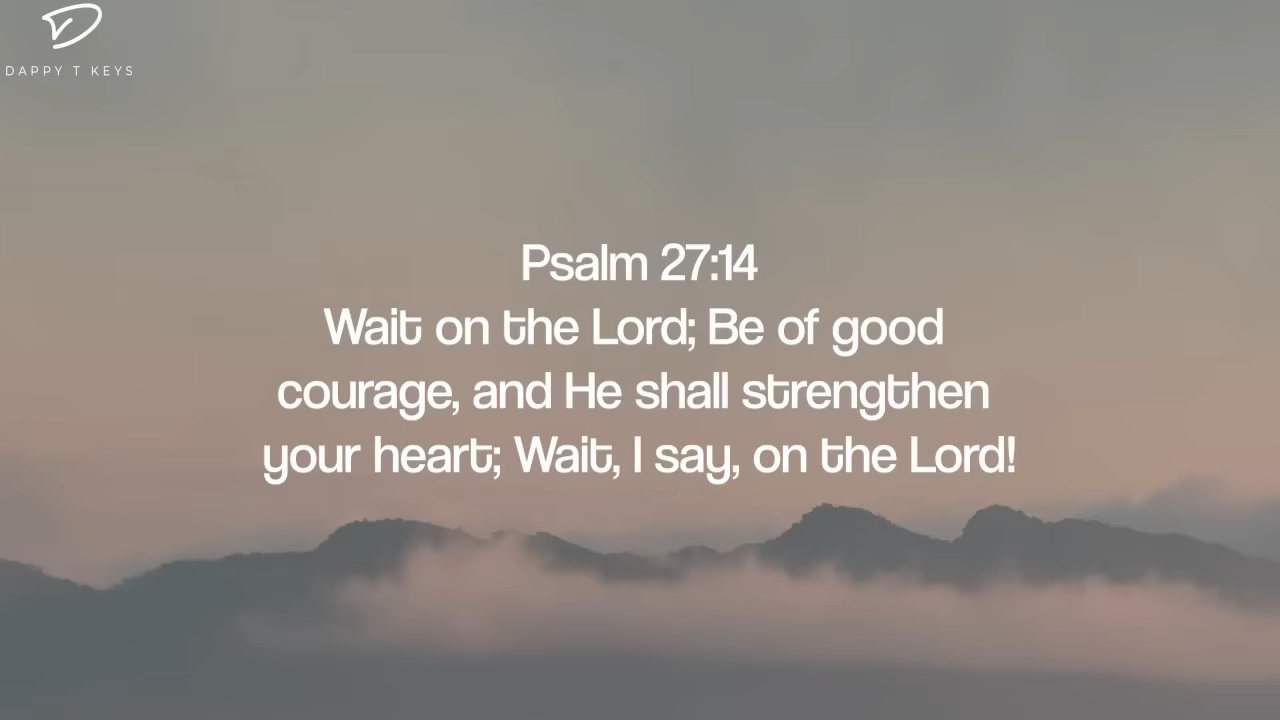 DAPPY T KEYS
Psalm 27:14
Wait on the Lord; Be of good
courage, and He shall strengthen
your heart; Wait, I say, on the Lord!